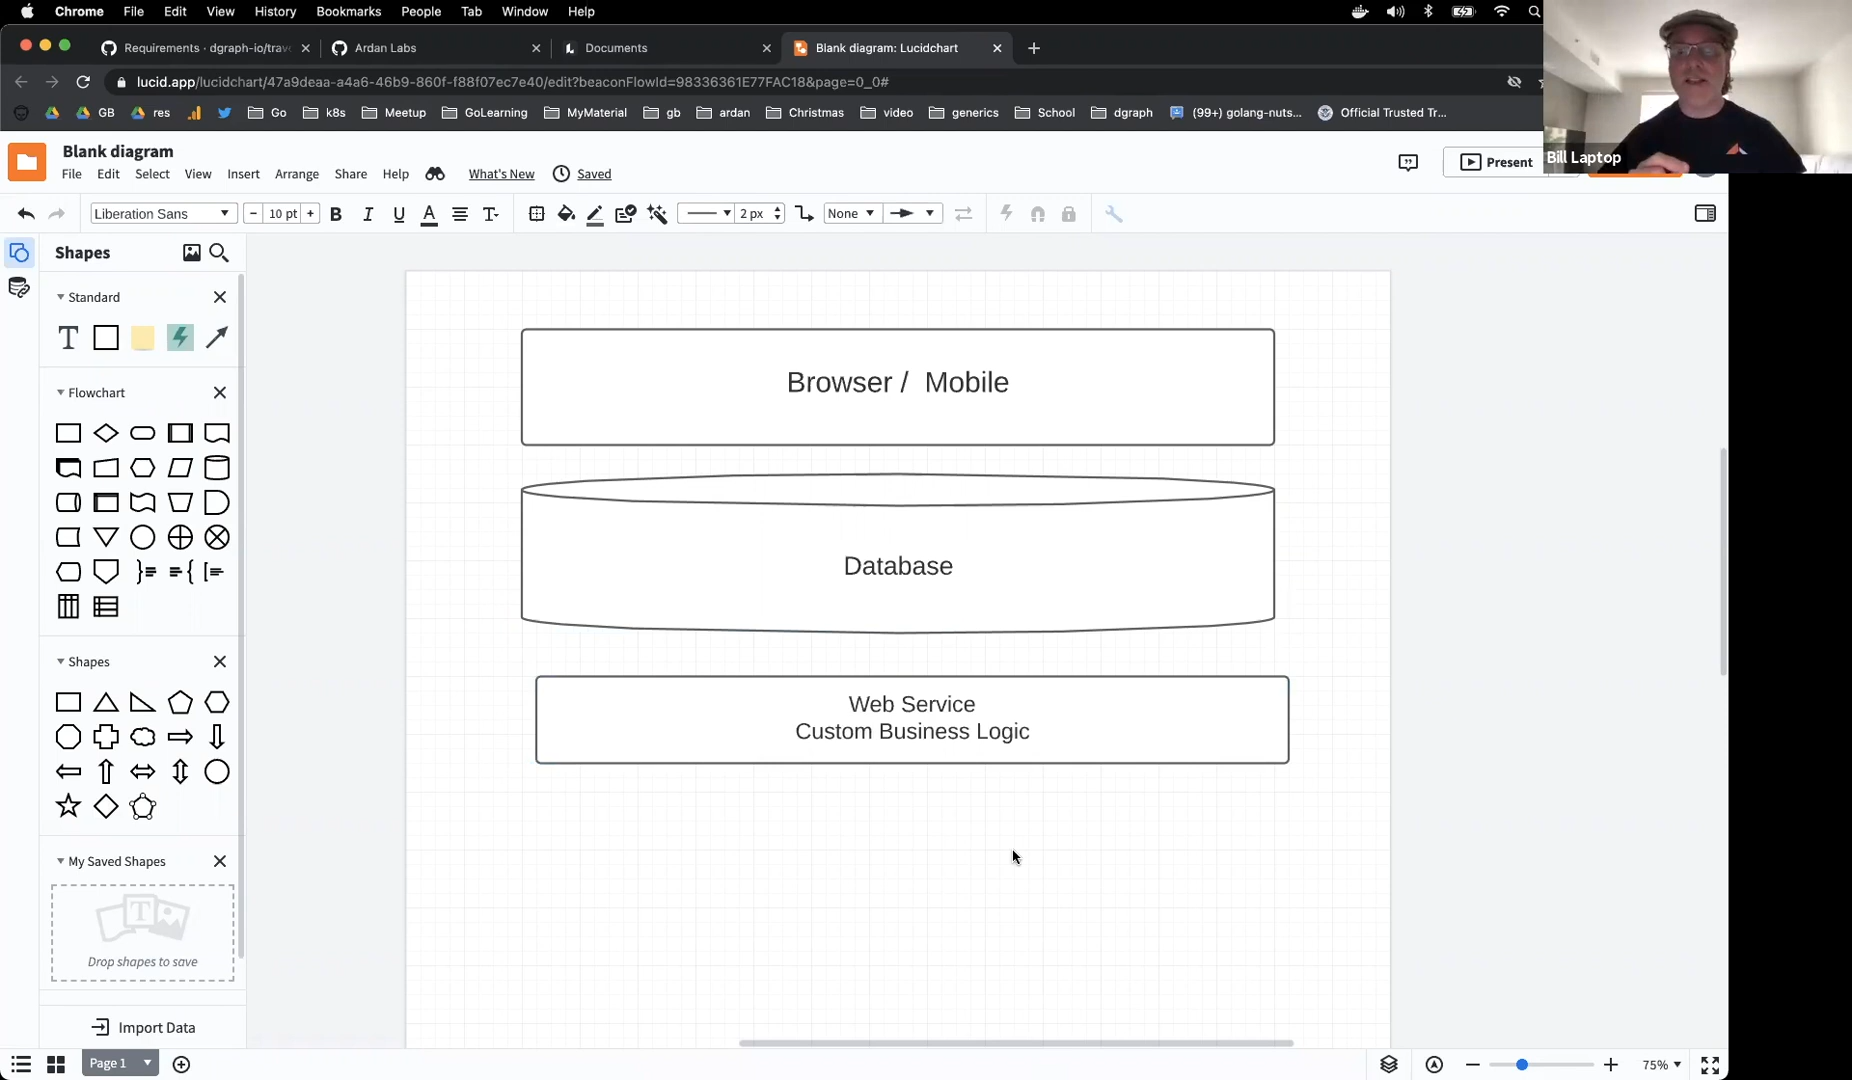 Chrome File Edit View History Bookmarks People Tab Window Help
Requirements · dgraph-io/trav
Ardan Labs
Documents
Blank diagram: Lucidchart
lucid.app/lucidchart/47a9deaa-a4a6-46b9-860f-f88f07ec7e40/edit?beaconFlowId=98336361E77FAC18&page=0_0#
GB res Go k8s Meetup GoLearning MyMaterial gb ardan Christmas video generics School dgraph (99+) golang-nuts... Official Trusted Tr...
Bill Laptop
Blank diagram
File Edit Select View Insert Arrange Share Help What's New Saved
Present
Liberation Sans - 10 pt + B I U A T 2 px None
Shapes
Standard
T
Flowchart
Shapes
My Saved Shapes
T
Drop shapes to save
Import Data
Browser / Mobile
Database
Web Service
Custom Business Logic
Page 1
75%